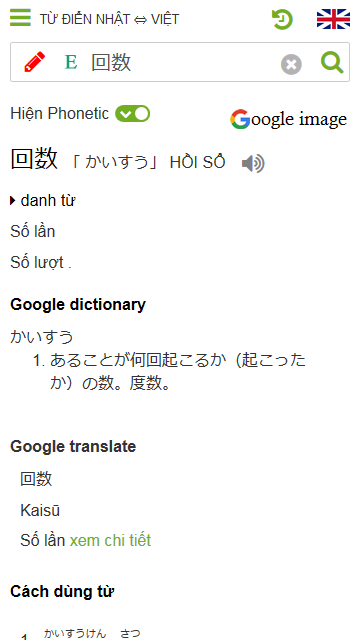 TỪ ĐIỂN NHẬT ⇔ VIỆT
E 回数
Hiện Phonetic
Google image
回数 「 かいすう」 HỒI SỐ
danh từ
Số lần
Số lượt .
Google dictionary
かいすう
1. あることが何回起こるか（起こった
か）の数。度数。
Google translate
回数
Kaisū
Số lần xem chi tiết
Cách dùng từ
1. かいすうけん さつ